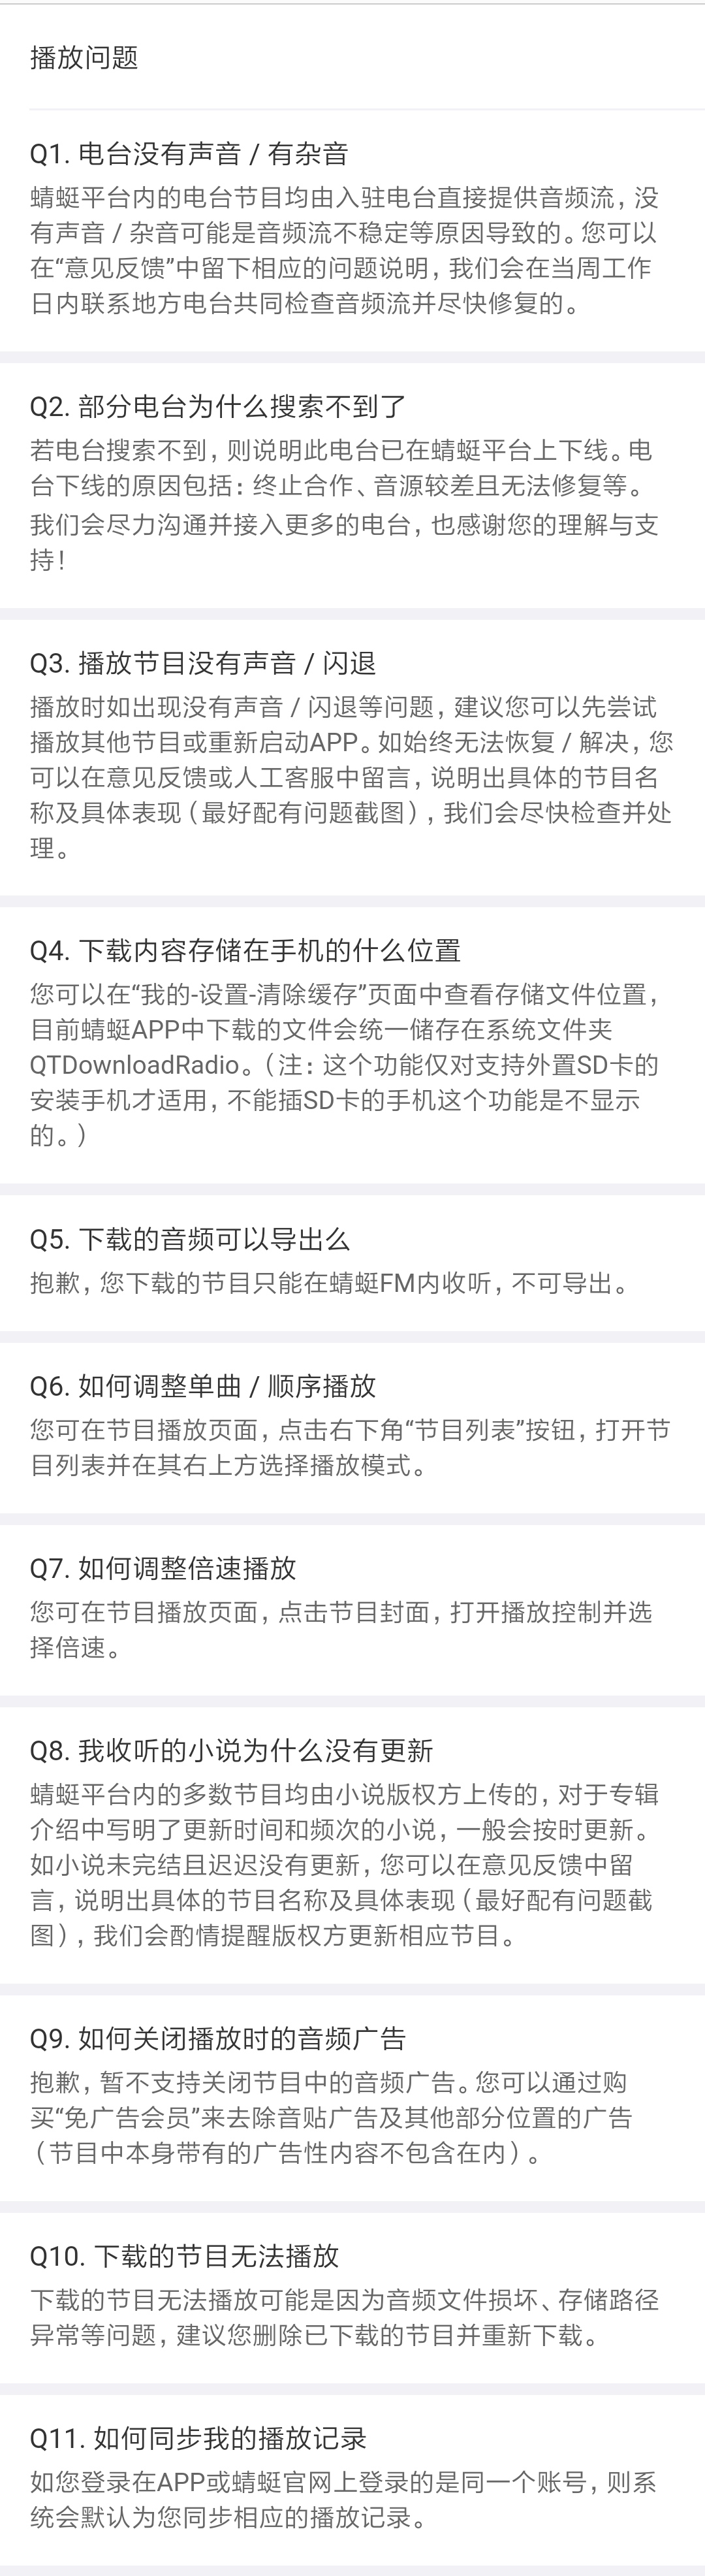 播放问题
Q1. 电台没有声音 / 有杂音
蜻蜓平台内的电台节目均由入驻电台直接提供音频流，没
有声音 / 杂音可能是音频流不稳定等原因导致的。您可以
在“意见反馈”中留下相应的问题说明，我们会在当周工作
日内联系地方电台共同检查音频流并尽快修复的。
Q2. 部分电台为什么搜索不到了
若电台搜索不到，则说明此电台已在蜻蜓平台上下线。电
台下线的原因包括：终止合作、音源较差且无法修复等。
我们会尽力沟通并接入更多的电台，也感谢您的理解与支
持！
Q3. 播放节目没有声音 / 闪退
播放时如出现没有声音 / 闪退等问题，建议您可以先尝试
播放其他节目或重新启动APP。如始终无法恢复 / 解决，您
可以在意见反馈或人工客服中留言，说明出具体的节目名
称及具体表现（最好配有问题截图），我们会尽快检查并处
理。
Q4. 下载内容存储在手机的什么位置
您可以在“我的-设置-清除缓存”页面中查看存储文件位置，
目前蜻蜓APP中下载的文件会统一储存在系统文件夹
QTDownloadRadio。（注：这个功能仅对支持外置SD卡的
安装手机才适用，不能插SD卡的手机这个功能是不显示
的。）
Q5. 下载的音频可以导出么
抱歉，您下载的节目只能在蜻蜓FM内收听，不可导出。
Q6. 如何调整单曲 / 顺序播放
您可在节目播放页面，点击右下角“节目列表”按钮，打开节
目列表并在其右上方选择播放模式。
Q7. 如何调整倍速播放
您可在节目播放页面，点击节目封面，打开播放控制并选
择倍速。
Q8. 我收听的小说为什么没有更新
蜻蜓平台内的多数节目均由小说版权方上传的，对于专辑
介绍中写明了更新时间和频次的小说，一般会按时更新。
如小说未完结且迟迟没有更新，您可以在意见反馈中留
言，说明出具体的节目名称及具体表现（最好配有问题截
图），我们会酌情提醒版权方更新相应节目。
Q9. 如何关闭播放时的音频广告
抱歉，暂不支持关闭节目中的音频广告。您可以通过购
买“免广告会员”来去除音贴广告及其他部分位置的广告
（节目中本身带有的广告性内容不包含在内）。
Q10. 下载的节目无法播放
下载的节目无法播放可能是因为音频文件损坏、存储路径
异常等问题，建议您删除已下载的节目并重新下载。
Q11. 如何同步我的播放记录
如您登录在APP或蜻蜓官网上登录的是同一个账号，则系
统会默认为您同步相应的播放记录。